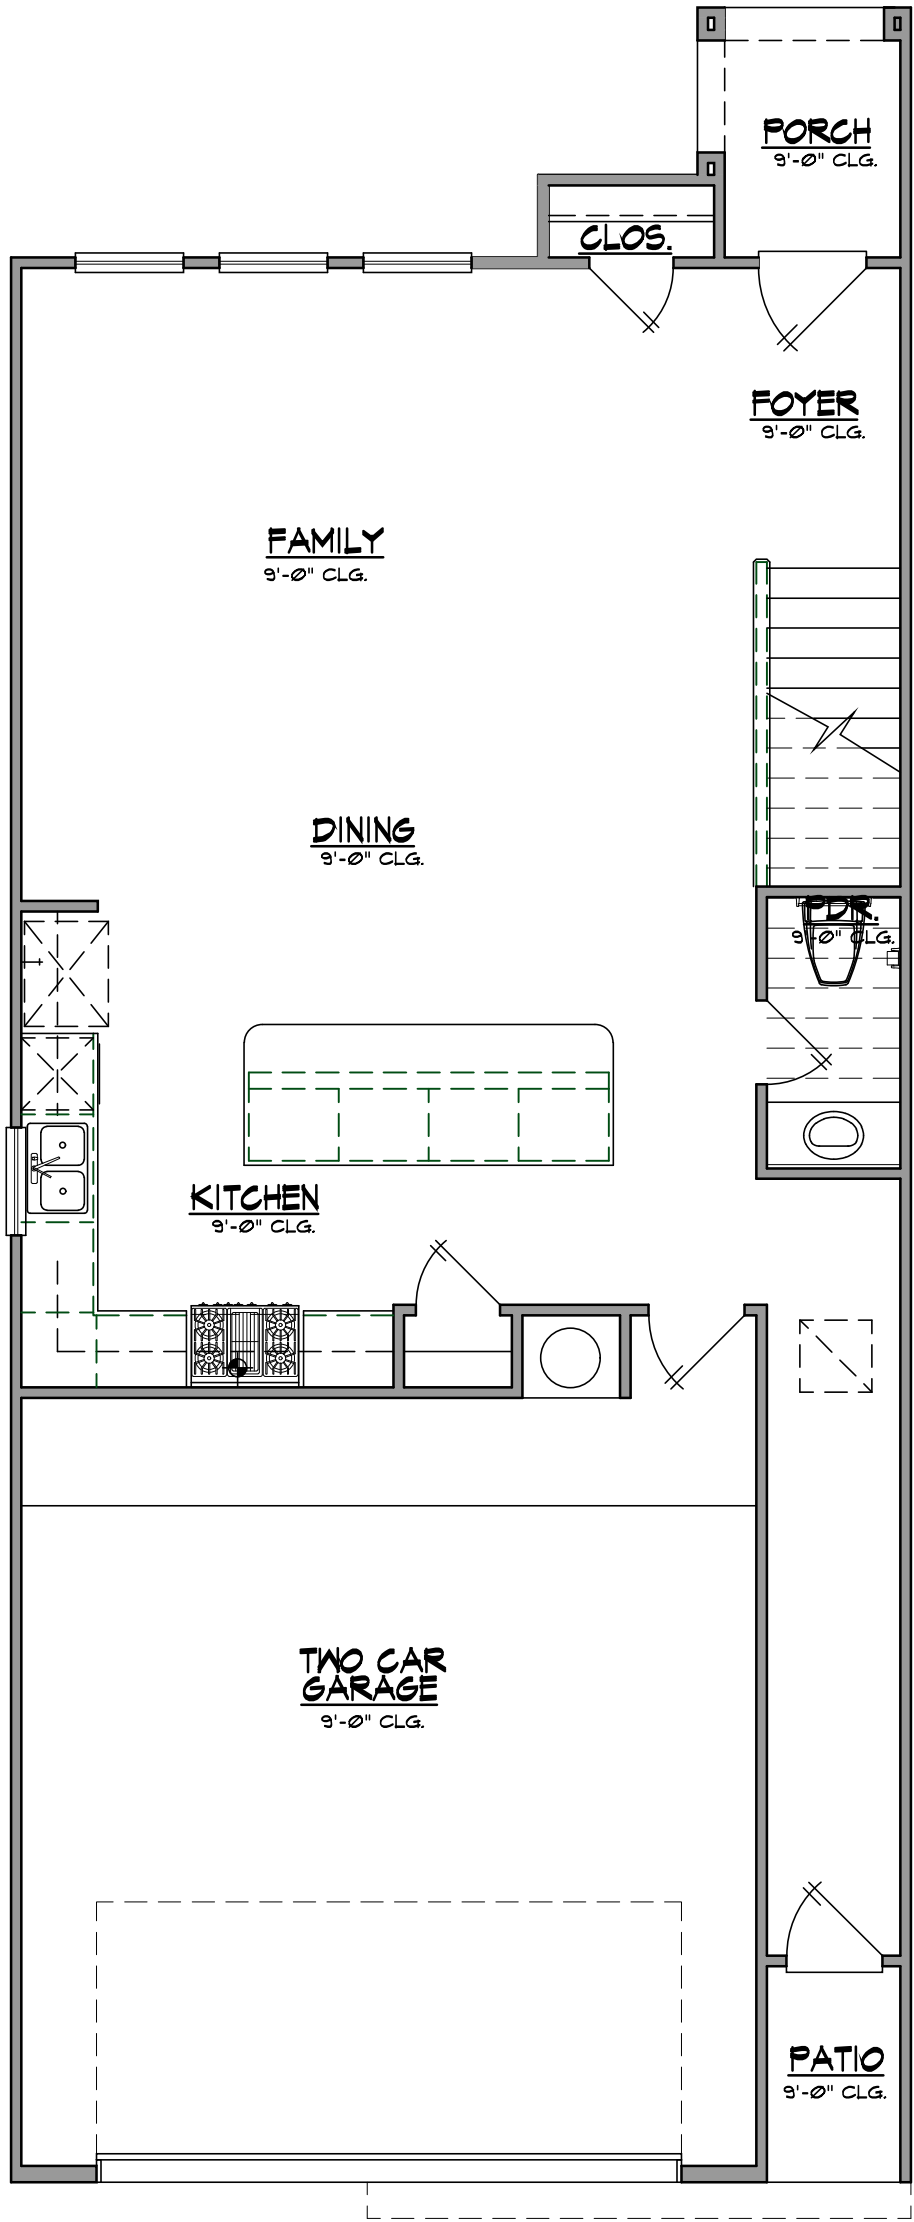 PORCH
9'-0" CLG.
CLOS.
FOYER
9'-0" CLG.
FAMILY
9'-0" CLG.
DINING
9'-0" CLG.
PDR.
9'-0" CLG.
KITCHEN
9'-0" CLG.
TWO CAR
GARAGE
9'-0" CLG.
PATIO
9'-0" CLG.